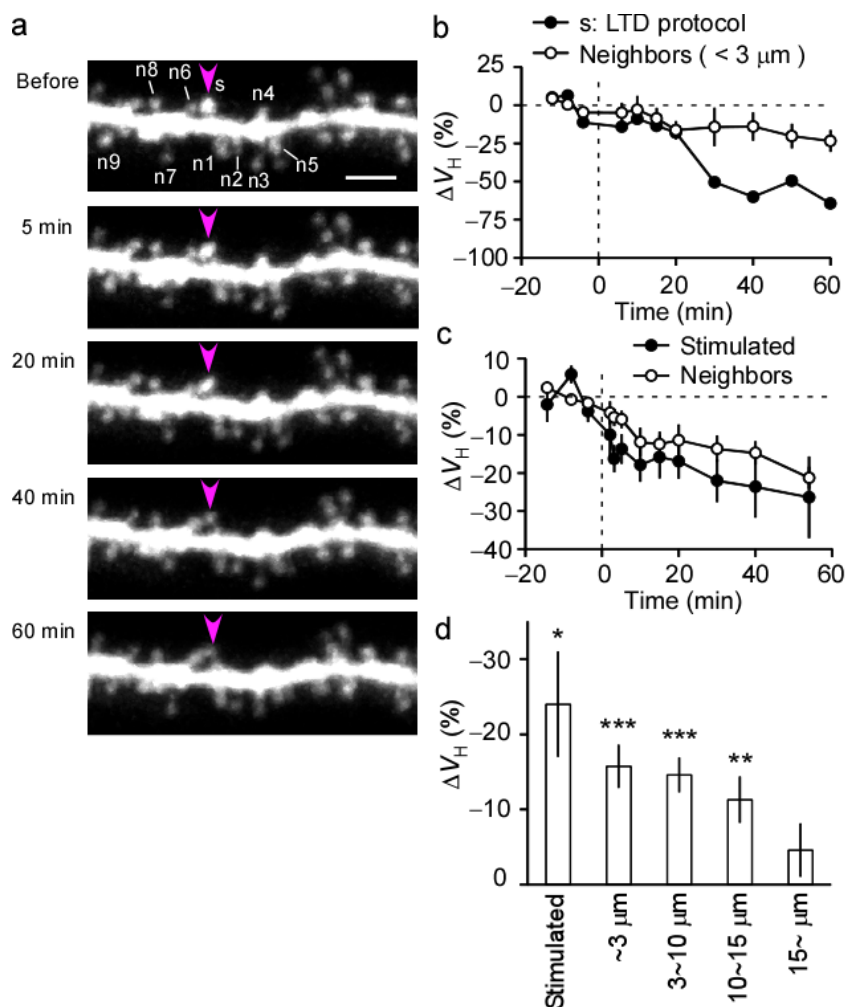 a
Before
n8
n6
s
n4
n9
n7
n1
n2
n3
n5
5 min
20 min
40 min
60 min
b
s: LTD protocol
Neighbors ( < 3 μm )
ΔVH (%)
25
0
−25
−50
−75
−100
−20 0 20 40 60
Time (min)
c
Stimulated
Neighbors
ΔVH (%)
10
0
−10
−20
−30
−40
−20 0 20 40 60
Time (min)
d
ΔVH (%)
−30
−20
−10
0
*
***
***
**
Stimulated
~3 μm
3~10 μm
10~15 μm
15~ μm